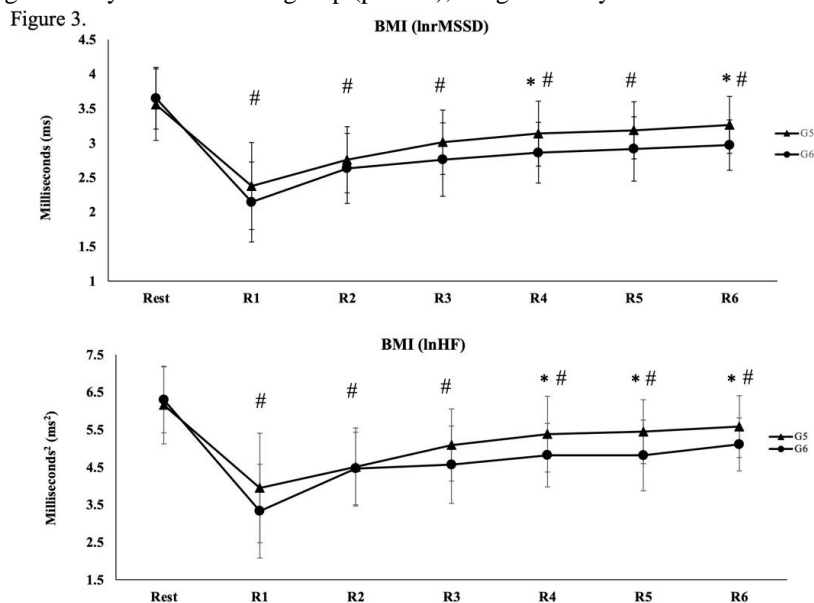 Figure 3.
BMI (lnrMSSD)
4.5
4
3.5
3
2.5
2
1.5
1
Milliseconds (ms)
# # # * # # * #
G5
G6
Rest R1 R2 R3 R4 R5 R6
BMI (lnHF)
7.5
6.5
5.5
4.5
3.5
2.5
1.5
Milliseconds² (ms²)
# # # * # * # * #
G5
G6
Rest R1 R2 R3 R4 R5 R6